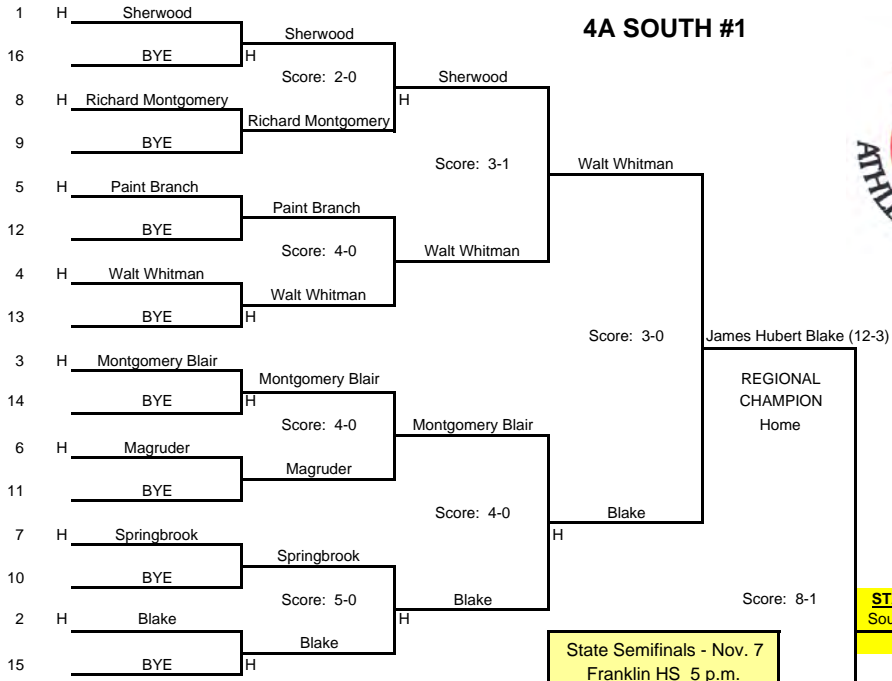 4A SOUTH #1
1 H Sherwood
Sherwood
16 BYE H
Score: 2-0
Sherwood
8 H Richard Montgomery
H
Richard Montgomery
9 BYE
Score: 3-1
Walt Whitman
5 H Paint Branch
Paint Branch
12 BYE
Score: 4-0
Walt Whitman
4 H Walt Whitman
Walt Whitman
13 BYE H
Score: 3-0
James Hubert Blake (12-3)
3 H Montgomery Blair
Montgomery Blair
REGIONAL
14 BYE H
CHAMPION
Score: 4-0
Montgomery Blair
Home
6 H Magruder
Magruder
11 BYE
Score: 4-0
Blake
7 H Springbrook
H
Springbrook
10 BYE
Score: 5-0
Blake
Score: 8-1
2 H Blake
H
Blake
15 BYE H
State Semifinals - Nov. 7
Franklin HS 5 p.m.